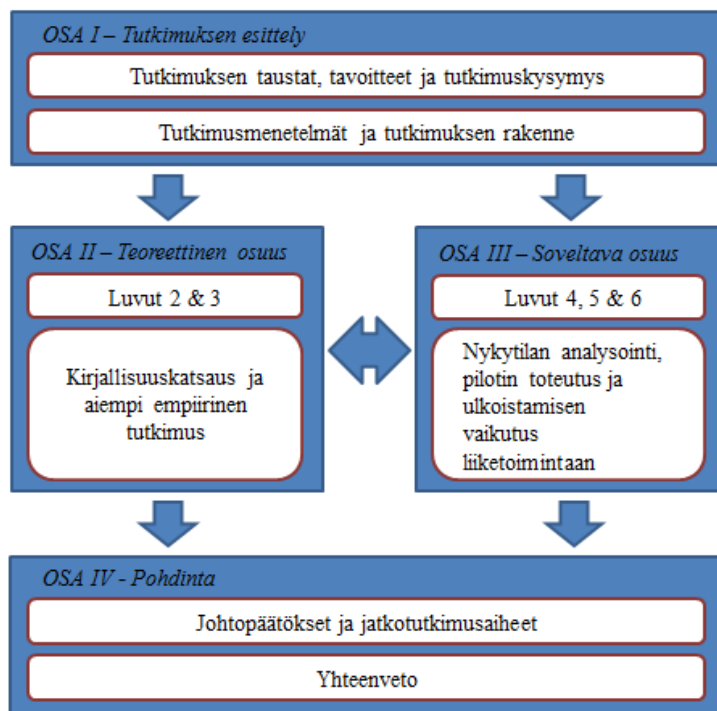 OSA I – Tutkimuksen esittely
Tutkimuksen taustat, tavoitteet ja tutkimuskysymys
Tutkimusmenetelmät ja tutkimuksen rakenne
OSA II – Teoreettinen osuus
Luvut 2 & 3
Kirjallisuuskatsaus ja
aiempi empiirinen
tutkimus
OSA III – Soveltava osuus
Luvut 4, 5 & 6
Nykytilan analysointi,
pilotin toteutus ja
ulkoistamisen
vaikutus
liiketoimintaan
OSA IV - Pohdinta
Johtopäätökset ja jatkotutkimusaiheet
Yhteenveto